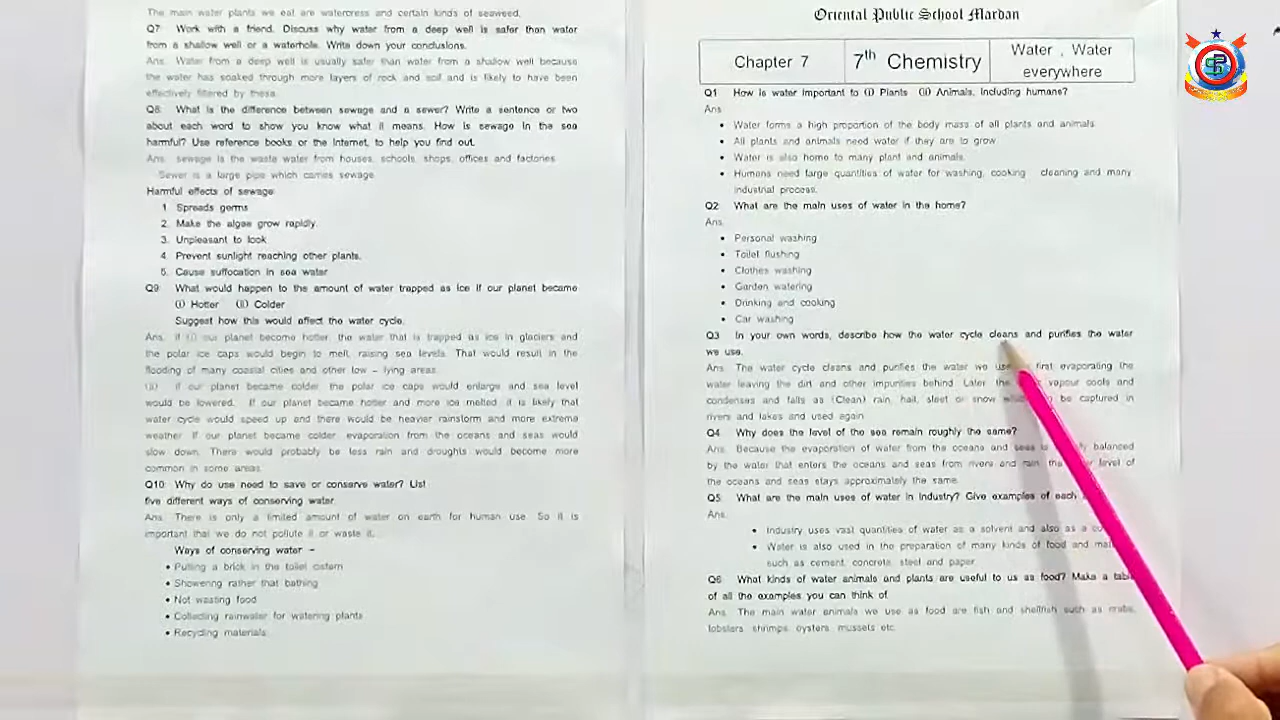 The main water plants we eat are watercress and certain kinds of seaweed.
Q7: Work with a friend. Discuss why water from a deep well is safer than water
from a shallow well or a waterhole. Write down your conclusions.
Ans. Water from a deep well is usually safer than water from a shallow well because
the water has soaked through more layers of rock and soil and is likely to have been
effectively filtered by these.
Q8: What is the difference between sewage and a sewer? Write a sentence or two
about each word to show you know what it means. How is sewage in the sea
harmful? Use reference books or the Internet, to help you find out.
Ans. sewage is the waste water from houses, schools, shops, offices and factories.
Sewer is a large pipe which carries sewage.
Harmful effects of sewage
1. Spreads germs
2. Make the algae grow rapidly.
3. Unpleasant to look
4. Prevent sunlight reaching other plants.
5. Cause suffocation in sea water
Q9: What would happen to the amount of water trapped as ice if our planet became
(i) Hotter (ii) Colder
Suggest how this would affect the water cycle.
Ans. If (i) our planet become hotter, the water that is trapped as ice in glaciers and
the polar ice caps would begin to melt, raising sea levels. That would result in the
flooding of many coastal cities and other low – lying areas.
(ii) If our planet became colder the polar ice caps would enlarge and sea level
would be lowered. If our planet became hotter and more ice melted, it is likely that
water cycle would speed up and there would be heavier rainstorm and more extreme
weather. If our planet became colder evaporation from the oceans and seas would
slow down. There would probably be less rain and droughts would become more
common in some areas.
Q10: Why do use need to save or conserve water? List
five different ways of conserving water.
Ans. There is only a limited amount of water on earth for human use. So it is
important that we do not pollute it or waste it.
Ways of conserving water –
• Putting a brick in the toilet cistern
• Showering rather that bathing
• Not wasting food
• Collecting rainwater for watering plants
• Recycling materials
Oriental Public School Mardan
Chapter 7 7th Chemistry Water , Water
everywhere
Q1 How is water important to (i) Plants (ii) Animals, including humans?
Ans.
• Water forms a high proportion of the body mass of all plants and animals.
• All plants and animals need water if they are to grow
• Water is also home to many plant and animals.
• Humans need large quantities of water for washing, cooking cleaning and many
industrial process.
Q2: What are the main uses of water in the home?
Ans.
• Personal washing
• Toilet flushing
• Clothes washing
• Garden watering
• Drinking and cooking
• Car washing
Q3 In your own words, describe how the water cycle cleans and purifies the water
we use.
Ans. The water cycle cleans and purifies the water we use first evaporating the
water leaving the dirt and other impurities behind. Later the vapour cools and
condenses and falls as (Clean) rain, hail, sleet or snow be captured in
rivers and lakes and used again.
Q4: Why does the level of the sea remain roughly the same?
Ans. Because the evaporation of water from the oceans and seas is balanced
by the water that enters the oceans and seas from rivers and rain, the level of
the oceans and seas stays approximately the same.
Q5: What are the main uses of water in Industry? Give examples of each
Ans.
• Industry uses vast quantities of water as a solvent and also as a
• Water is also used in the preparation of many kinds of food and
such as cement, concrete, steel and paper.
Q6: What kinds of water animals and plants are useful to us as food? Make a table
of all the examples you can think of.
Ans. The main water animals we use as food are fish and shellfish such as crabs,
lobsters, shrimps, oysters, mussels etc.